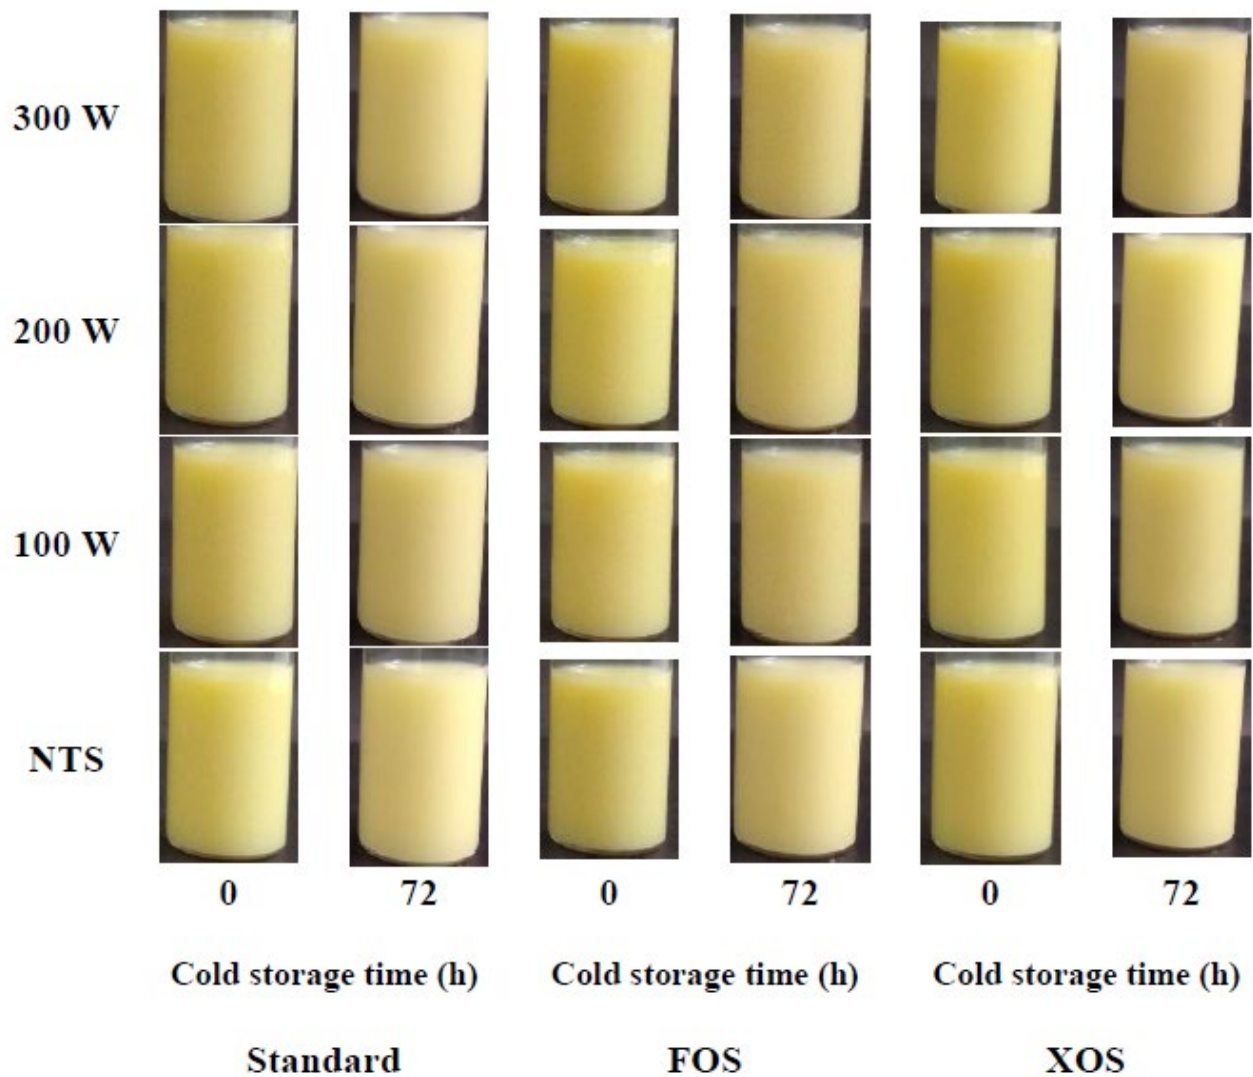 300 W
200 W
100 W
NTS
0 72 0 72 0 72
Cold storage time (h) Cold storage time (h) Cold storage time (h)
Standard FOS XOS